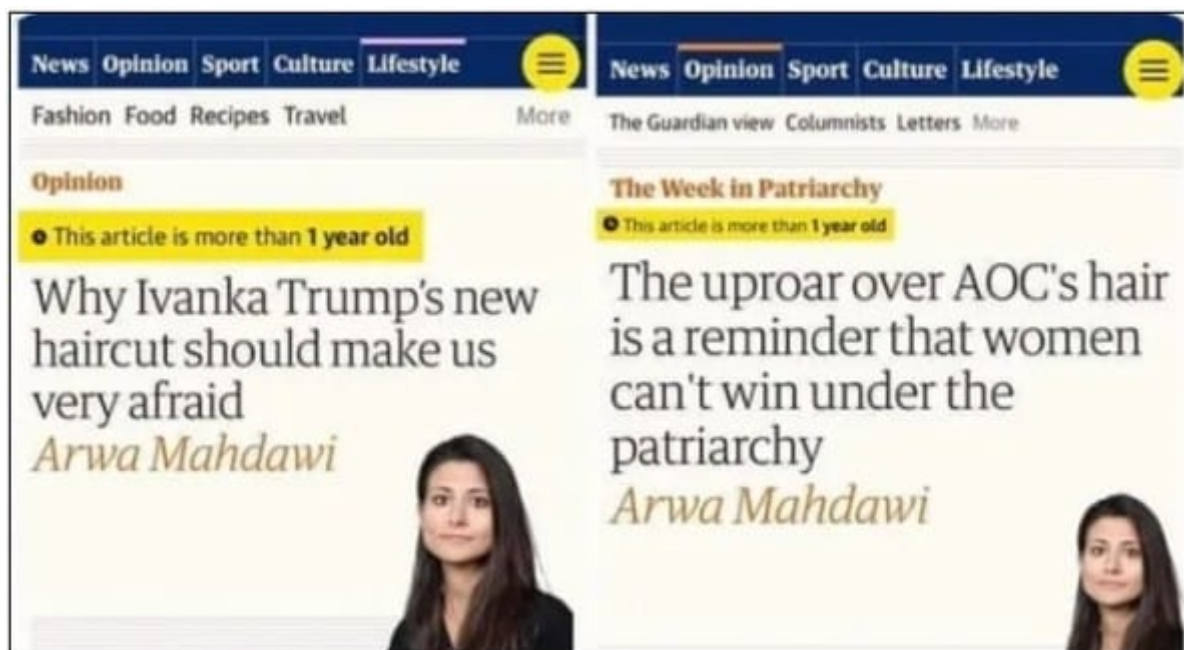 News Opinion Sport Culture Lifestyle
Fashion Food Recipes Travel More
Opinion
This article is more than 1 year old
Why Ivanka Trump's new
haircut should make us
very afraid
Arwa Mahdawi
News Opinion Sport Culture Lifestyle
The Guardian view Columnists Letters More
The Week in Patriarchy
This article is more than 1 year old
The uproar over AOC's hair
is a reminder that women
can't win under the
patriarchy
Arwa Mahdawi